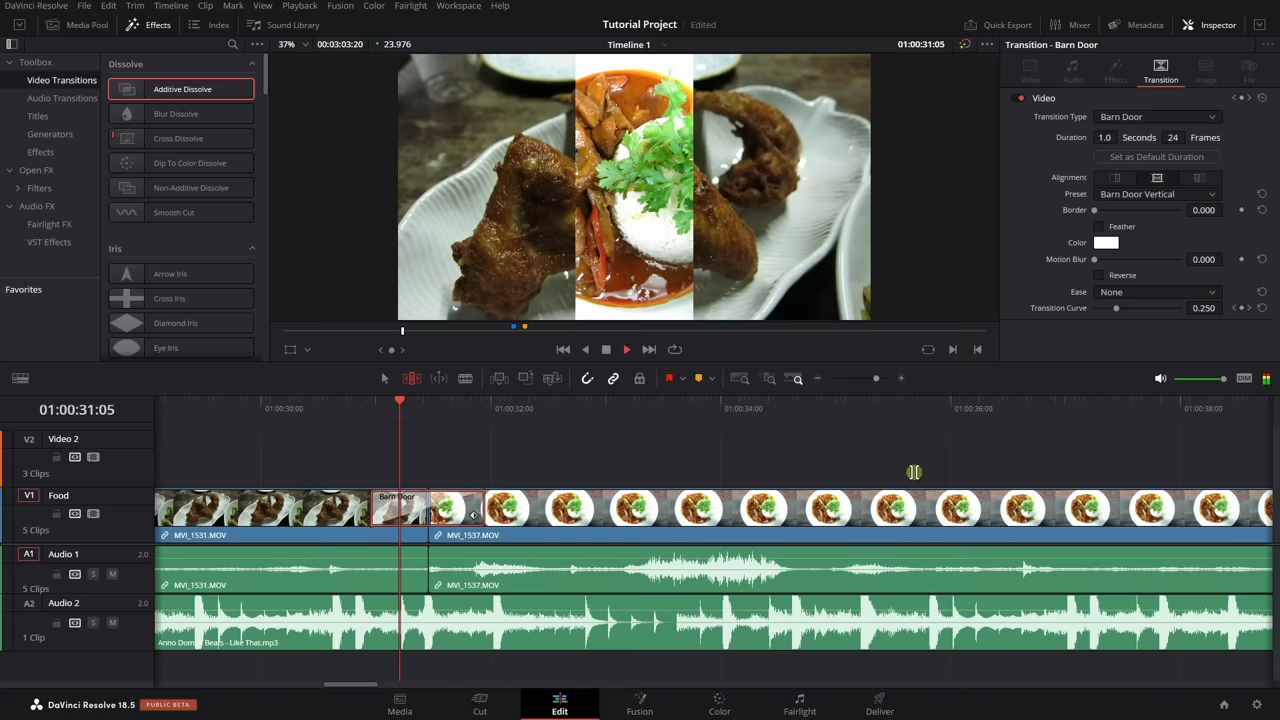 DaVinci Resolve File Edit Trim Timeline Clip Mark View Playback Fusion Color Fairlight Workspace Help
Media Pool Effects Index Sound Library Tutorial Project Edited Quick Export Mixer Metadata Inspector
37% 00:03:03:20 23.976 Timeline 1 01:00:31:05 Transition - Barn Door
Toolbox
Video Transitions
Audio Transitions
Titles
Generators
Effects
Open FX
Filters
Audio FX
Fairlight FX
VST Effects
Favorites
Dissolve
Additive Dissolve
Blur Dissolve
Cross Dissolve
Dip To Color Dissolve
Non-Additive Dissolve
Smooth Cut
Iris
Arrow Iris
Cross Iris
Diamond Iris
Eye Iris
Video Audio Effects Transition Image File
Video
Transition Type Barn Door
Duration 1.0 Seconds 24 Frames
Set as Default Duration
Alignment
Preset Barn Door Vertical
Border 0.000
Feather
Color
Motion Blur 0.000
Reverse
Ease None
Transition Curve 0.250
DIM
01:00:31:05 01:00:30:00 01:00:32:00 01:00:34:00 01:00:36:00 01:00:38:00
V2 Video 2
3 Clips
V1 Food Barn Door
5 Clips MVI_1531.MOV MVI_1537.MOV
A1 Audio 1 2.0
S M
5 Clips MVI_1531.MOV MVI_1537.MOV
A2 Audio 2 2.0
S M
1 Clip Anno Domini Beats - Like That.mp3
DaVinci Resolve 18.5 PUBLIC BETA Media Cut Edit Fusion Color Fairlight Deliver